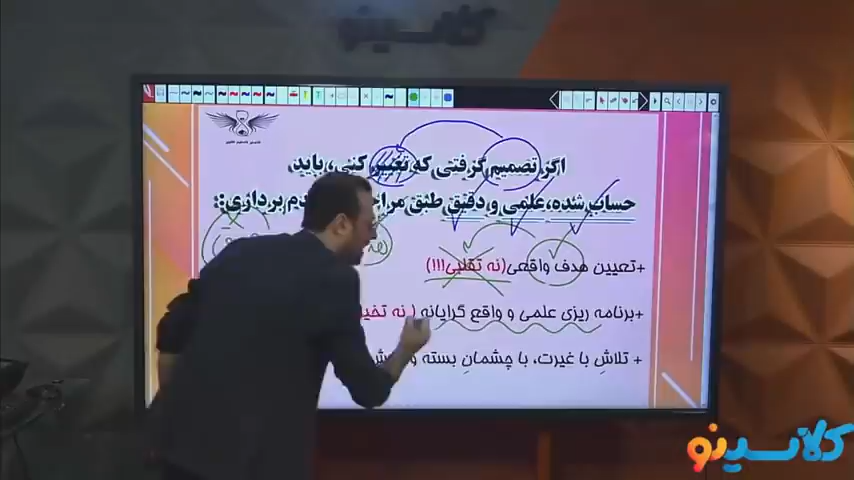 کلاسینو
اگر تصمیم گرفتی که تغییر کنی، باید،
حساب شده، علمی و دقیق طبق قدم برداری:
+تعیین هدف واقعی(نه تقلبی!!!)
+برنامه ریزی علمی و واقع گرایانه ( نه
+ تلاشِ با غیرت، با چشمانِ بسته و
کلاسینو